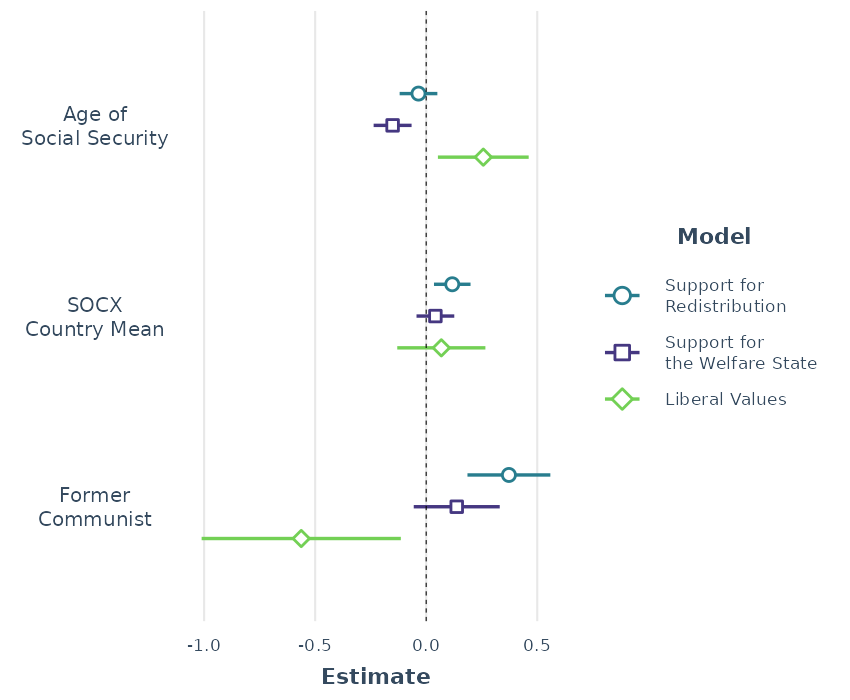 Age of
Social Security
SOCX
Country Mean
Former
Communist
-1.0
-0.5
0.0
0.5
Estimate
Model
Support for
Redistribution
Support for
the Welfare State
Liberal Values